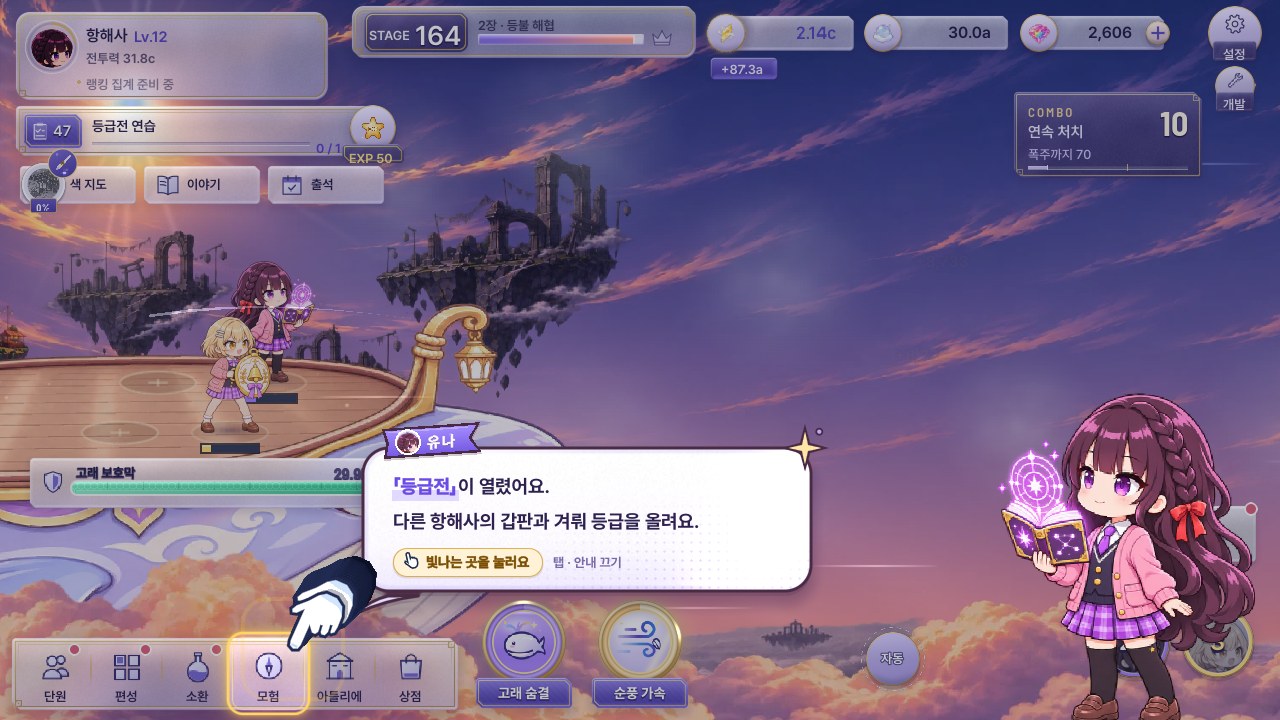 항해사 Lv.12
전투력 31.8c
랭킹 집계 준비 중
STAGE 164
2장 · 등불 해협
2.14c
+87.3a
30.0a
2,606
설정
개발
47
등급전 연습
0 / 1
EXP 50
색 지도
0%
이야기
출석
COMBO
연속 처치
10
폭주까지 70
고래 보호막
29.9
유나
「등급전」이 열렸어요.
다른 항해사의 갑판과 겨뤄 등급을 올려요.
빛나는 곳을 눌러요
탭 · 안내 끄기
단원
편성
소환
모험
아틀리에
상점
고래 숨결
순풍 가속
자동